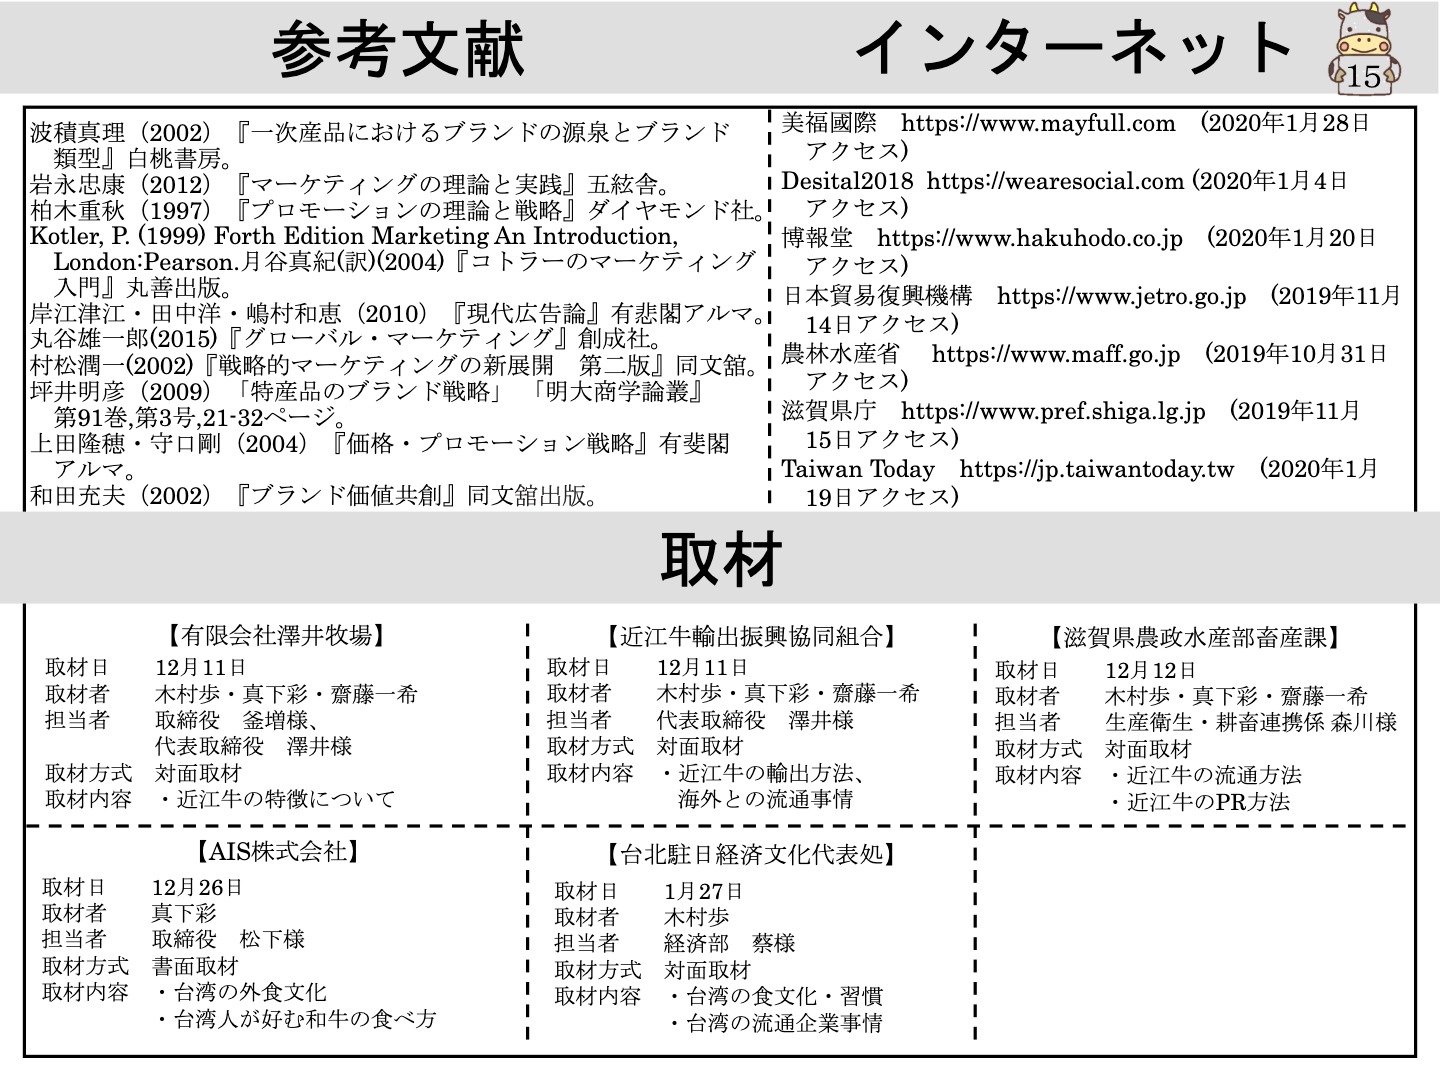 参考文献
インターネット
15
波積真理（2002）『一次産品におけるブランドの源泉とブランド
類型』白桃書房。
岩永忠康（2012）『マーケティングの理論と実践』五絃舎。
柏木重秋（1997）『プロモーションの理論と戦略』ダイヤモンド社。
Kotler, P. (1999) Forth Edition Marketing An Introduction,
London:Pearson.月谷真紀(訳)(2004)『コトラーのマーケティング
入門』丸善出版。
岸江津江・田中洋・嶋村和恵（2010）『現代広告論』有悲閣アルマ。
丸谷雄一郎(2015)『グローバル・マーケティング』創成社。
村松潤一(2002)『戦略的マーケティングの新展開　第二版』同文舘。
坪井明彦（2009）「特産品のブランド戦略」「明大商学論叢』
第91巻,第3号,21-32ページ。
上田隆穂・守口剛（2004）『価格・プロモーション戦略』有斐閣
アルマ。
和田充夫（2002）『ブランド価値共創』同文舘出版。
美福國際　https://www.mayfull.com　(2020年1月28日
アクセス)
Desital2018 https://wearesocial.com (2020年1月4日
アクセス)
博報堂　https://www.hakuhodo.co.jp　(2020年1月20日
アクセス)
日本貿易復興機構　https://www.jetro.go.jp　(2019年11月
14日アクセス)
農林水産省　https://www.maff.go.jp　(2019年10月31日
アクセス)
滋賀県庁　https://www.pref.shiga.lg.jp　(2019年11月
15日アクセス)
Taiwan Today　https://jp.taiwantoday.tw　(2020年1月
19日アクセス)
取材
【有限会社澤井牧場】
取材日　12月11日
取材者　木村歩・真下彩・齋藤一希
担当者　取締役　釜増様、
代表取締役　澤井様
取材方式　対面取材
取材内容　・近江牛の特徴について
【近江牛輸出振興協同組合】
取材日　12月11日
取材者　木村歩・真下彩・齋藤一希
担当者　代表取締役　澤井様
取材方式　対面取材
取材内容　・近江牛の輸出方法、
海外との流通事情
【滋賀県農政水産部畜産課】
取材日　12月12日
取材者　木村歩・真下彩・齋藤一希
担当者　生産衛生・耕畜連携係 森川様
取材方式　対面取材
取材内容　・近江牛の流通方法
・近江牛のPR方法
【AIS株式会社】
取材日　12月26日
取材者　真下彩
担当者　取締役　松下様
取材方式　書面取材
取材内容　・台湾の外食文化
・台湾人が好む和牛の食べ方
【台北駐日経済文化代表処】
取材日　1月27日
取材者　木村歩
担当者　経済部　蔡様
取材方式　対面取材
取材内容　・台湾の食文化・習慣
・台湾の流通企業事情